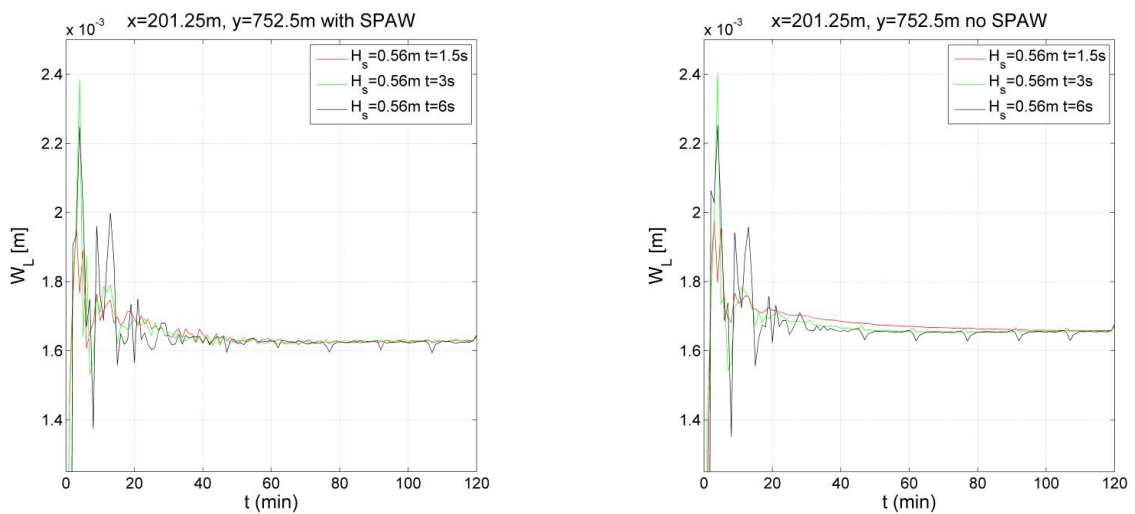 x=201.25m, y=752.5m with SPAW
x 10⁻³
H_s=0.56m t=1.5s
H_s=0.56m t=3s
H_s=0.56m t=6s
2.4
2.2
2
1.8
1.6
1.4
W_L [m]
0 20 40 60 80 100 120
t (min)
x=201.25m, y=752.5m no SPAW
x 10⁻³
H_s=0.56m t=1.5s
H_s=0.56m t=3s
H_s=0.56m t=6s
2.4
2.2
2
1.8
1.6
1.4
W_L [m]
0 20 40 60 80 100 120
t (min)